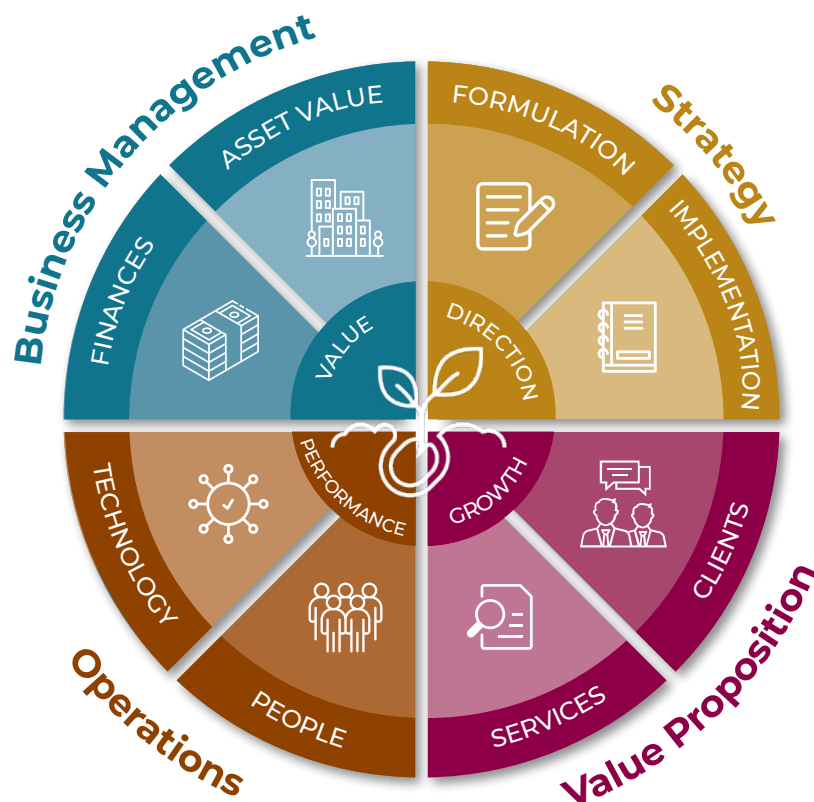 Business Management
ASSET VALUE
FINANCES
VALUE
Strategy
FORMULATION
IMPLEMENTATION
DIRECTION
Operations
TECHNOLOGY
PEOPLE
PERFORMANCE
Value Proposition
CLIENTS
SERVICES
GROWTH